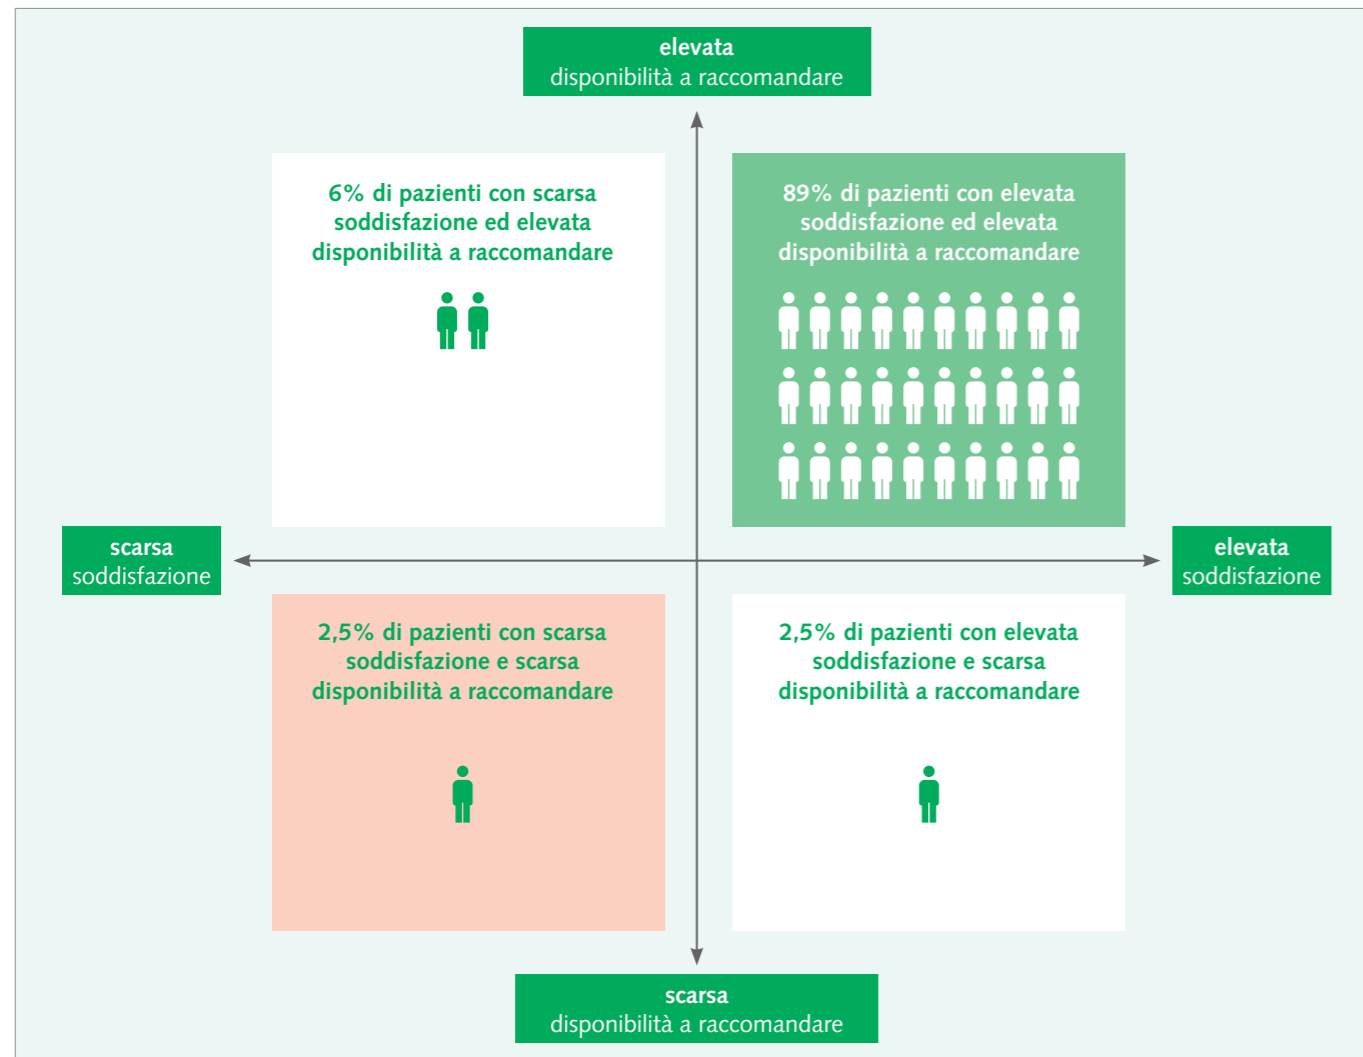 elevata
disponibilità a raccomandare
6% di pazienti con scarsa
soddisfazione ed elevata
disponibilità a raccomandare
89% di pazienti con elevata
soddisfazione ed elevata
disponibilità a raccomandare
scarsa
soddisfazione
elevata
soddisfazione
2,5% di pazienti con scarsa
soddisfazione e scarsa
disponibilità a raccomandare
2,5% di pazienti con elevata
soddisfazione e scarsa
disponibilità a raccomandare
scarsa
disponibilità a raccomandare